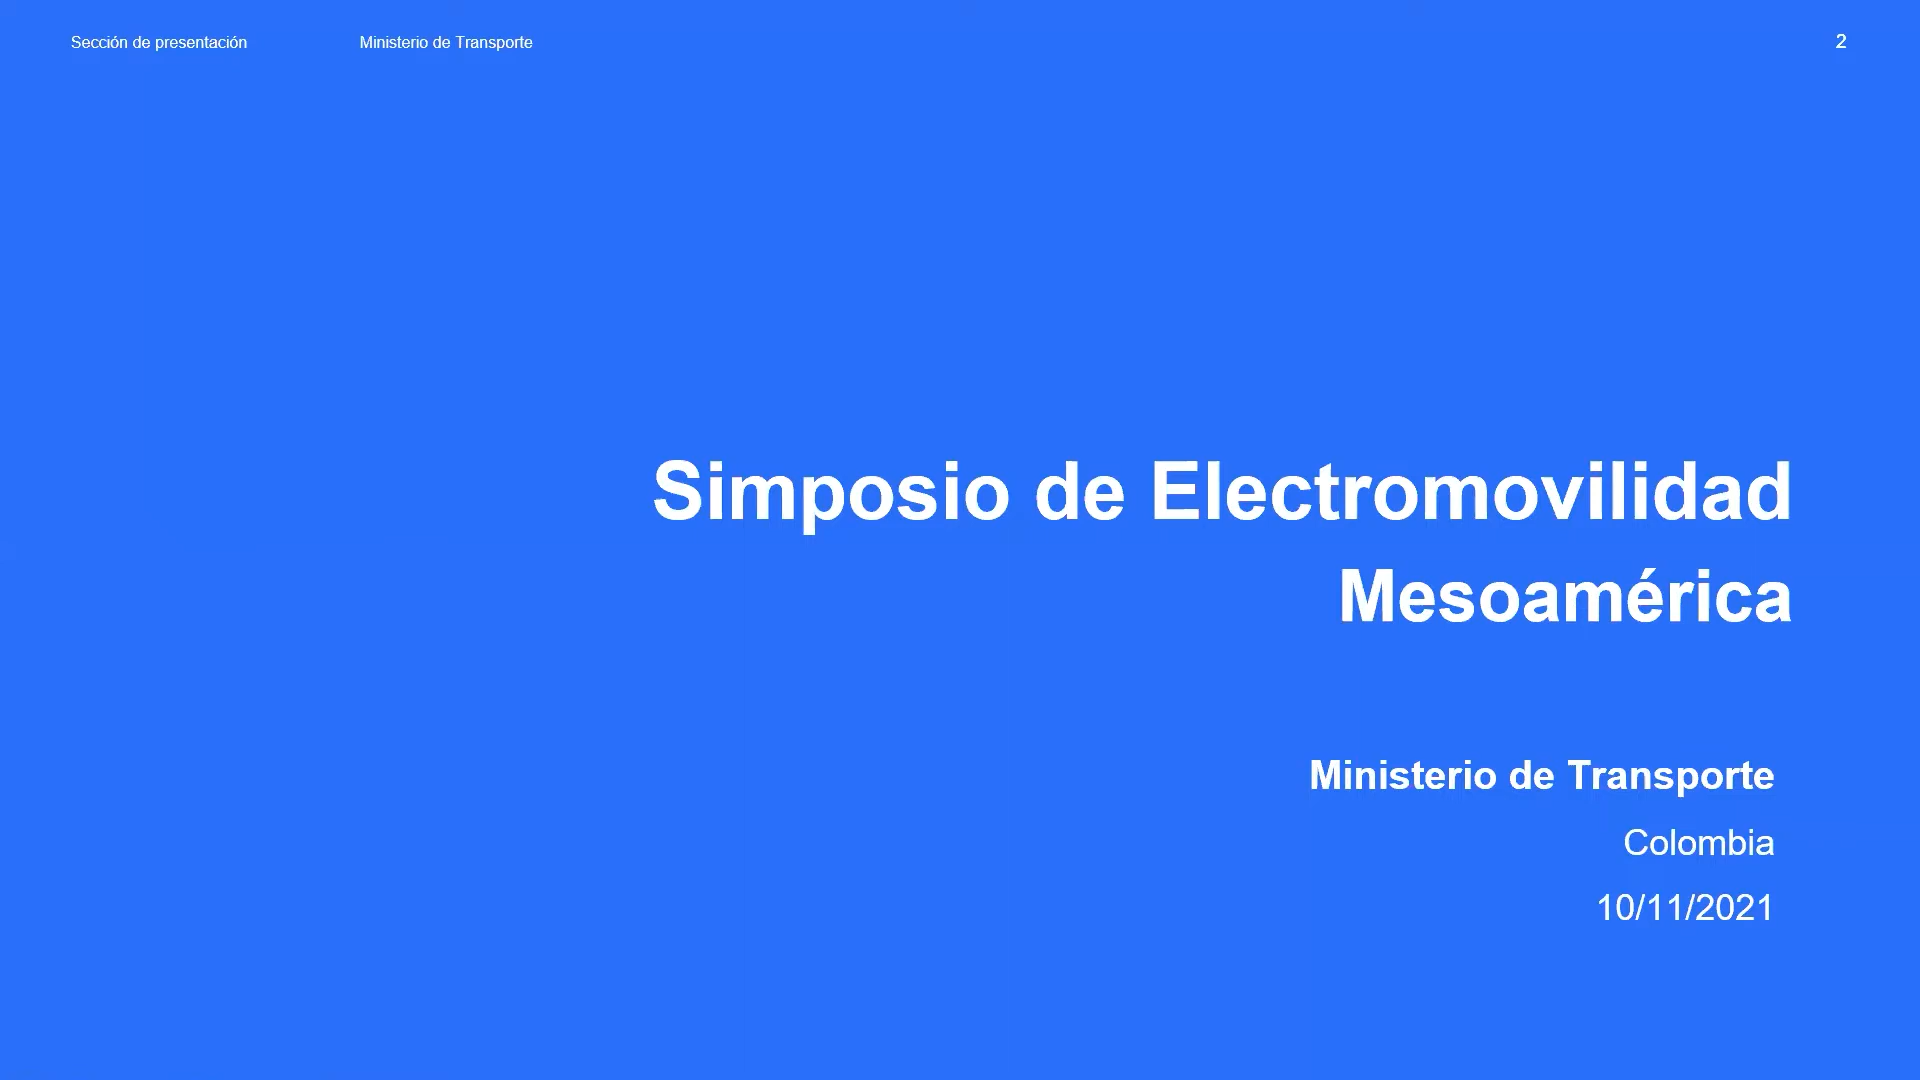 Sección de presentación
Ministerio de Transporte
2
Simposio de Electromovilidad
Mesoamérica
Ministerio de Transporte
Colombia
10/11/2021